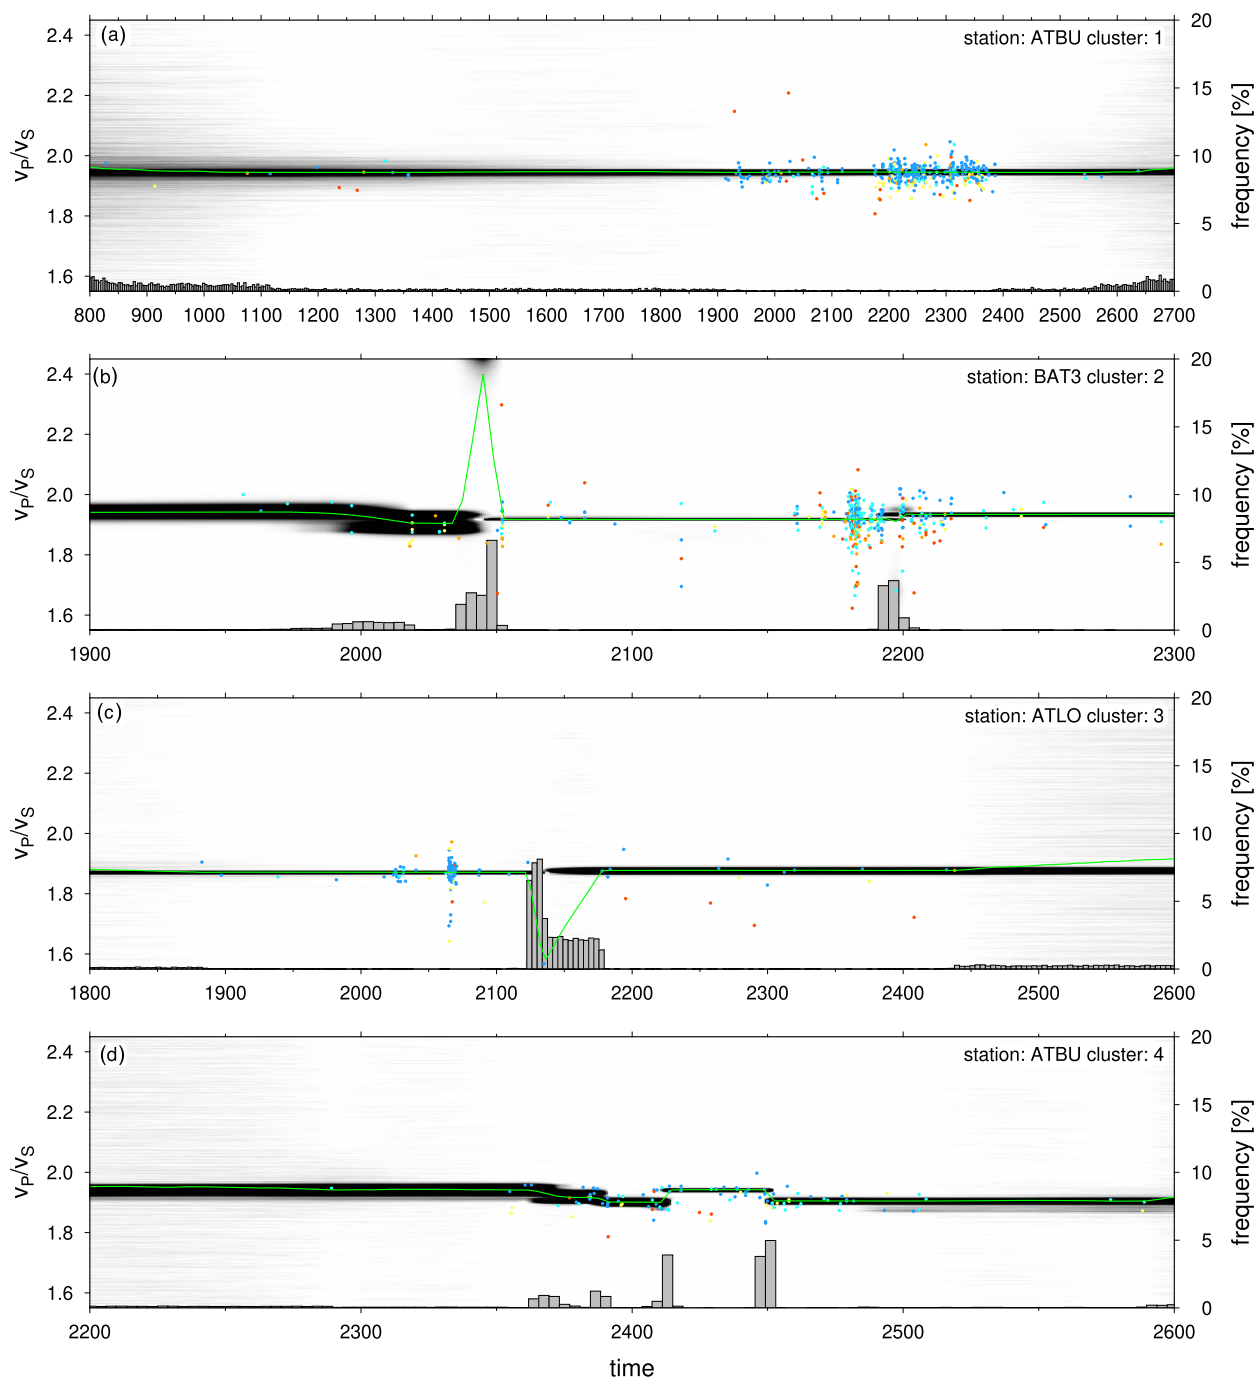 (a)
station: ATBU cluster: 1
vP/vS
2.4
2.2
2.0
1.8
1.6
20
15
10
5
0
frequency [%]
800 900 1000 1100 1200 1300 1400 1500 1600 1700 1800 1900 2000 2100 2200 2300 2400 2500 2600 2700
(b)
station: BAT3 cluster: 2
vP/vS
2.4
2.2
2.0
1.8
1.6
20
15
10
5
0
frequency [%]
1900 2000 2100 2200 2300
(c)
station: ATLO cluster: 3
vP/vS
2.4
2.2
2.0
1.8
1.6
20
15
10
5
0
frequency [%]
1800 1900 2000 2100 2200 2300 2400 2500 2600
(d)
station: ATBU cluster: 4
vP/vS
2.4
2.2
2.0
1.8
1.6
20
15
10
5
0
frequency [%]
2200 2300 2400 2500 2600
time